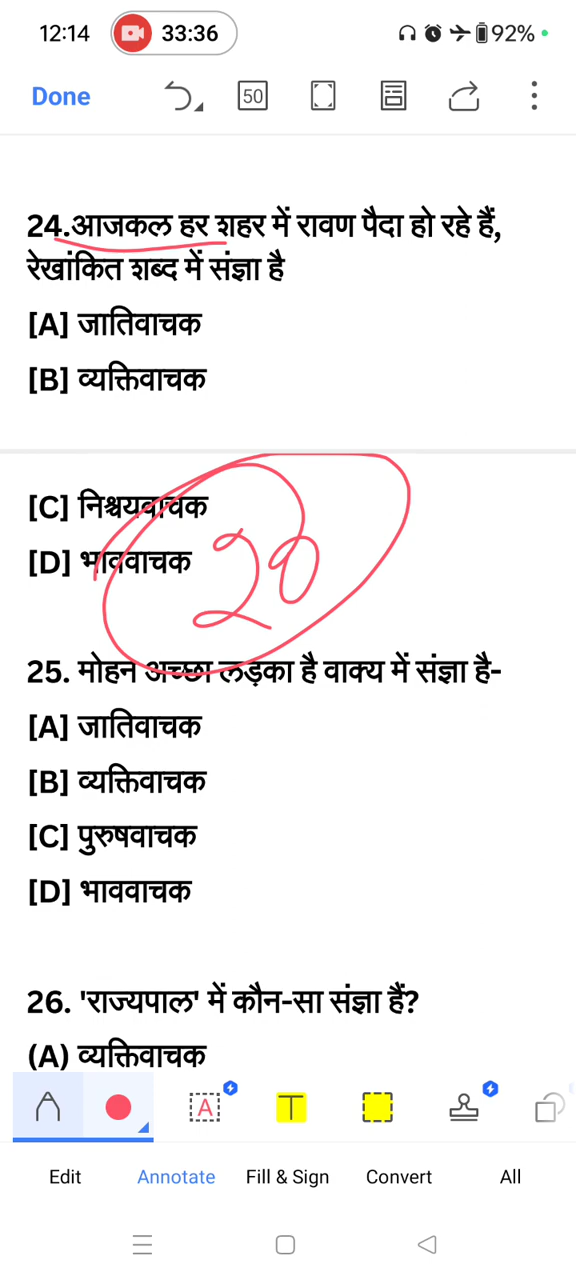 12:14 33:36 92%
Done 50
24.आजकल हर शहर में रावण पैदा हो रहे हैं,
रेखांकित शब्द में संज्ञा है
[A] जातिवाचक
[B] व्यक्तिवाचक
[C] निश्चयवाचक
[D] भाववाचक
20
25. मोहन अच्छा लड़का है वाक्य में संज्ञा है-
[A] जातिवाचक
[B] व्यक्तिवाचक
[C] पुरुषवाचक
[D] भाववाचक
26. 'राज्यपाल' में कौन-सा संज्ञा हैं?
(A) व्यक्तिवाचक
A T
Edit Annotate Fill & Sign Convert All